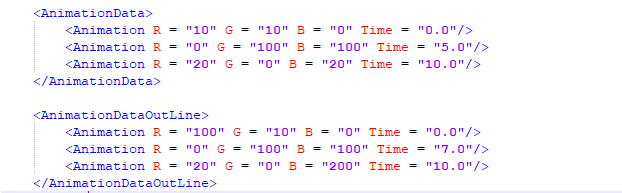 <AnimationData>
<Animation R = "10" G = "10" B = "0" Time = "0.0"/>
<Animation R = "0" G = "100" B = "100" Time = "5.0"/>
<Animation R = "20" G = "0" B = "20" Time = "10.0"/>
</AnimationData>
<AnimationDataOutLine>
<Animation R = "100" G = "10" B = "0" Time = "0.0"/>
<Animation R = "0" G = "100" B = "100" Time = "7.0"/>
<Animation R = "20" G = "0" B = "200" Time = "10.0"/>
</AnimationDataOutLine>